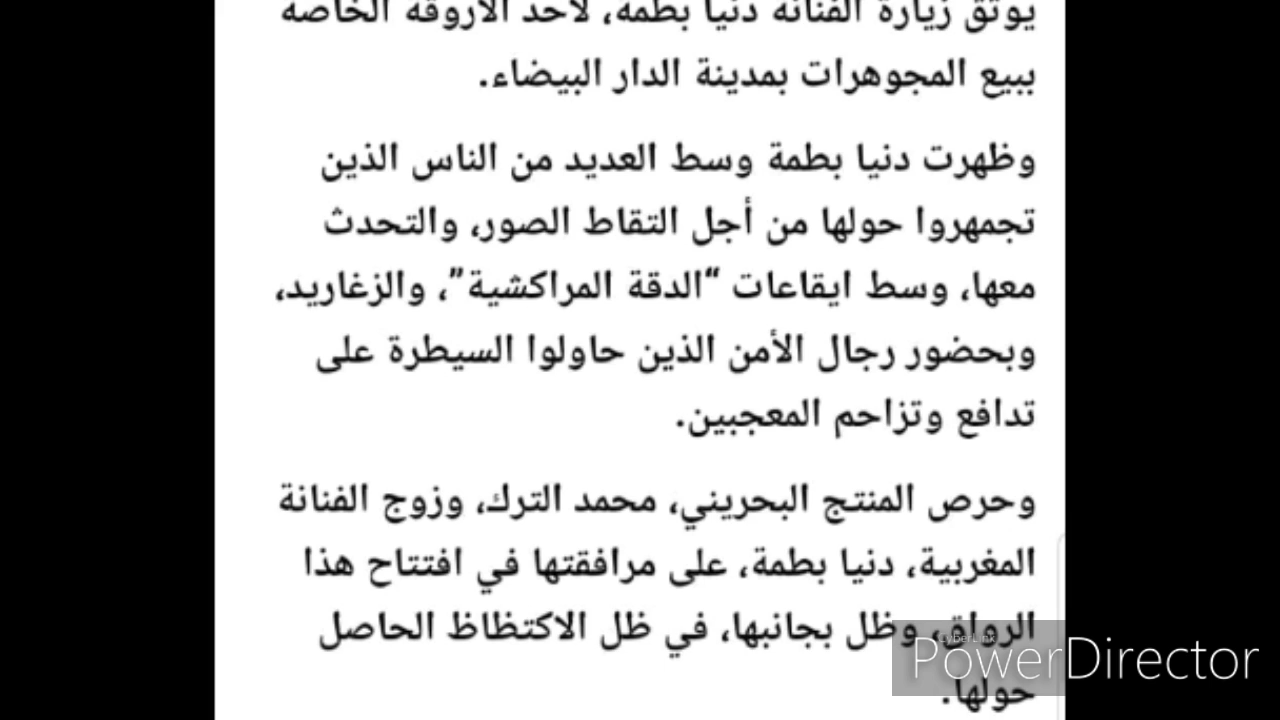 يوثق زيارة الفنانة دنيا بطمة، لأحد الأروقة الخاصة
ببيع المجوهرات بمدينة الدار البيضاء.
وظهرت دنيا بطمة وسط العديد من الناس الذين
تجمهروا حولها من أجل التقاط الصور، والتحدث
معها، وسط ايقاعات “الدقة المراكشية”، والزغاريد،
وبحضور رجال الأمن الذين حاولوا السيطرة على
تدافع وتزاحم المعجبين.
وحرص المنتج البحريني، محمد الترك، وزوج الفنانة
المغربية، دنيا بطمة، على مرافقتها في افتتاح هذا
الرواق، وظل بجانبها، في ظل الاكتظاظ الحاصل
حولها.
CyberLink
PowerDirector